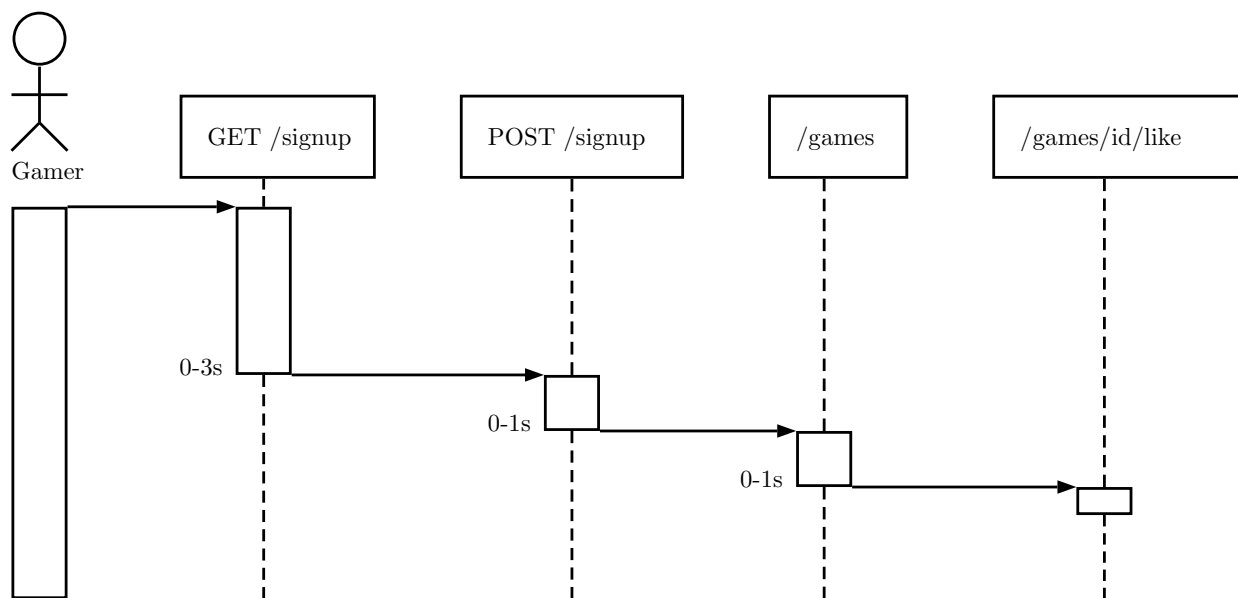 GET /signup
POST /signup
/games
/games/id/like
Gamer
0-3s
0-1s
0-1s